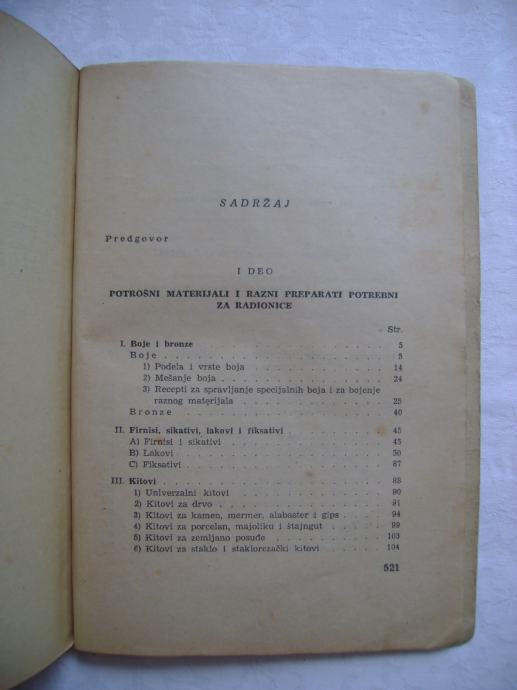 SADRŽAJ
Predgovor
I DEO
POTROŠNI MATERIJALI I RAZNI PREPARATI POTREBNI
ZA RADIONICE
Str.
I. Boje i bronze 5
Boje 5
1) Podela i vrste boja 14
2) Mešanje boja 24
3) Recepti za spravljanje specijalnih boja i za bojenje
raznog materijala 25
Bronze 40
II. Firnisi, sikativi, lakovi i fiksativi 45
A) Firnisi i sikativi 45
B) Lakovi 50
C) Fiksativi 87
III. Kitovi 88
1) Univerzalni kitovi 90
2) Kitovi za drvo 91
3) Kitovi za kamen, mermer, alabaster i gips 94
4) Kitovi za porcelan, majoliku i štajngut 99
5) Kitovi za zemljano posuđe 103
6) Kitovi za staklo i staklorezački kitovi 104
521